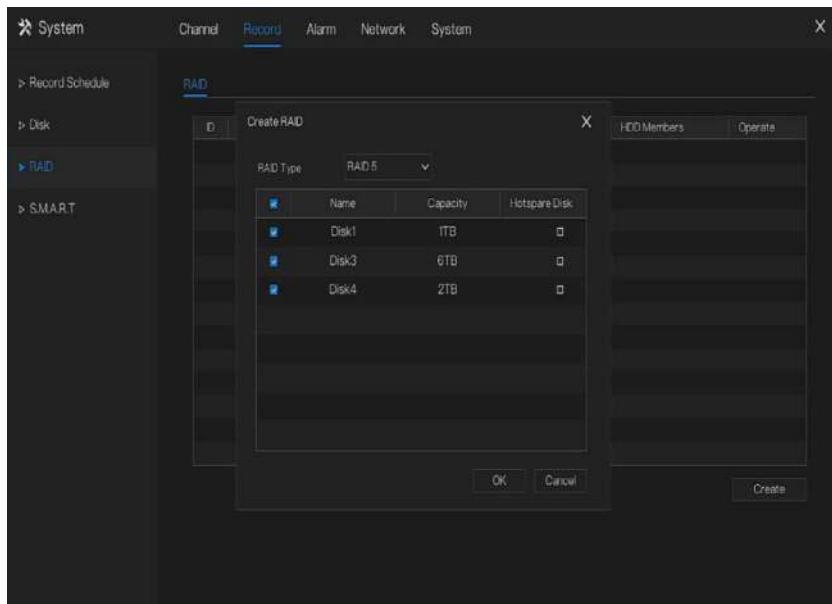 System
Channel Record Alarm Network System X
> Record Schedule
> Disk
> RAID
> S.M.A.R.T
RAID
ID HDD Members Operate
Create RAID X
RAID Type RAID 5
Name Capacity Hotspare Disk
Disk1 1TB
Disk3 6TB
Disk4 2TB
OK Cancel
Create